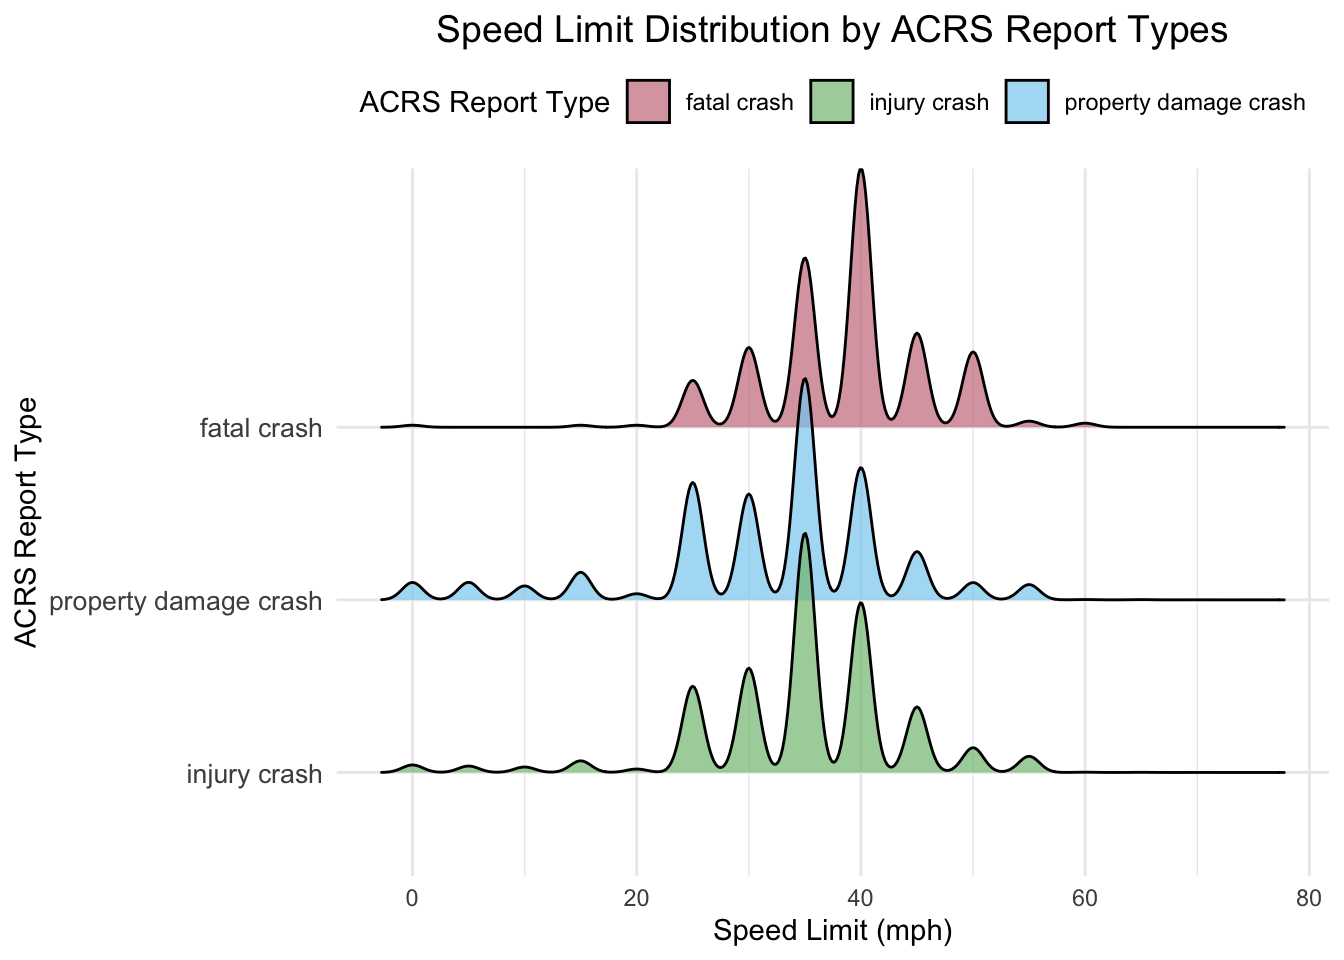 Speed Limit Distribution by ACRS Report Types
ACRS Report Type fatal crash injury crash property damage crash
ACRS Report Type
fatal crash
property damage crash
injury crash
0 20 40 60 80
Speed Limit (mph)